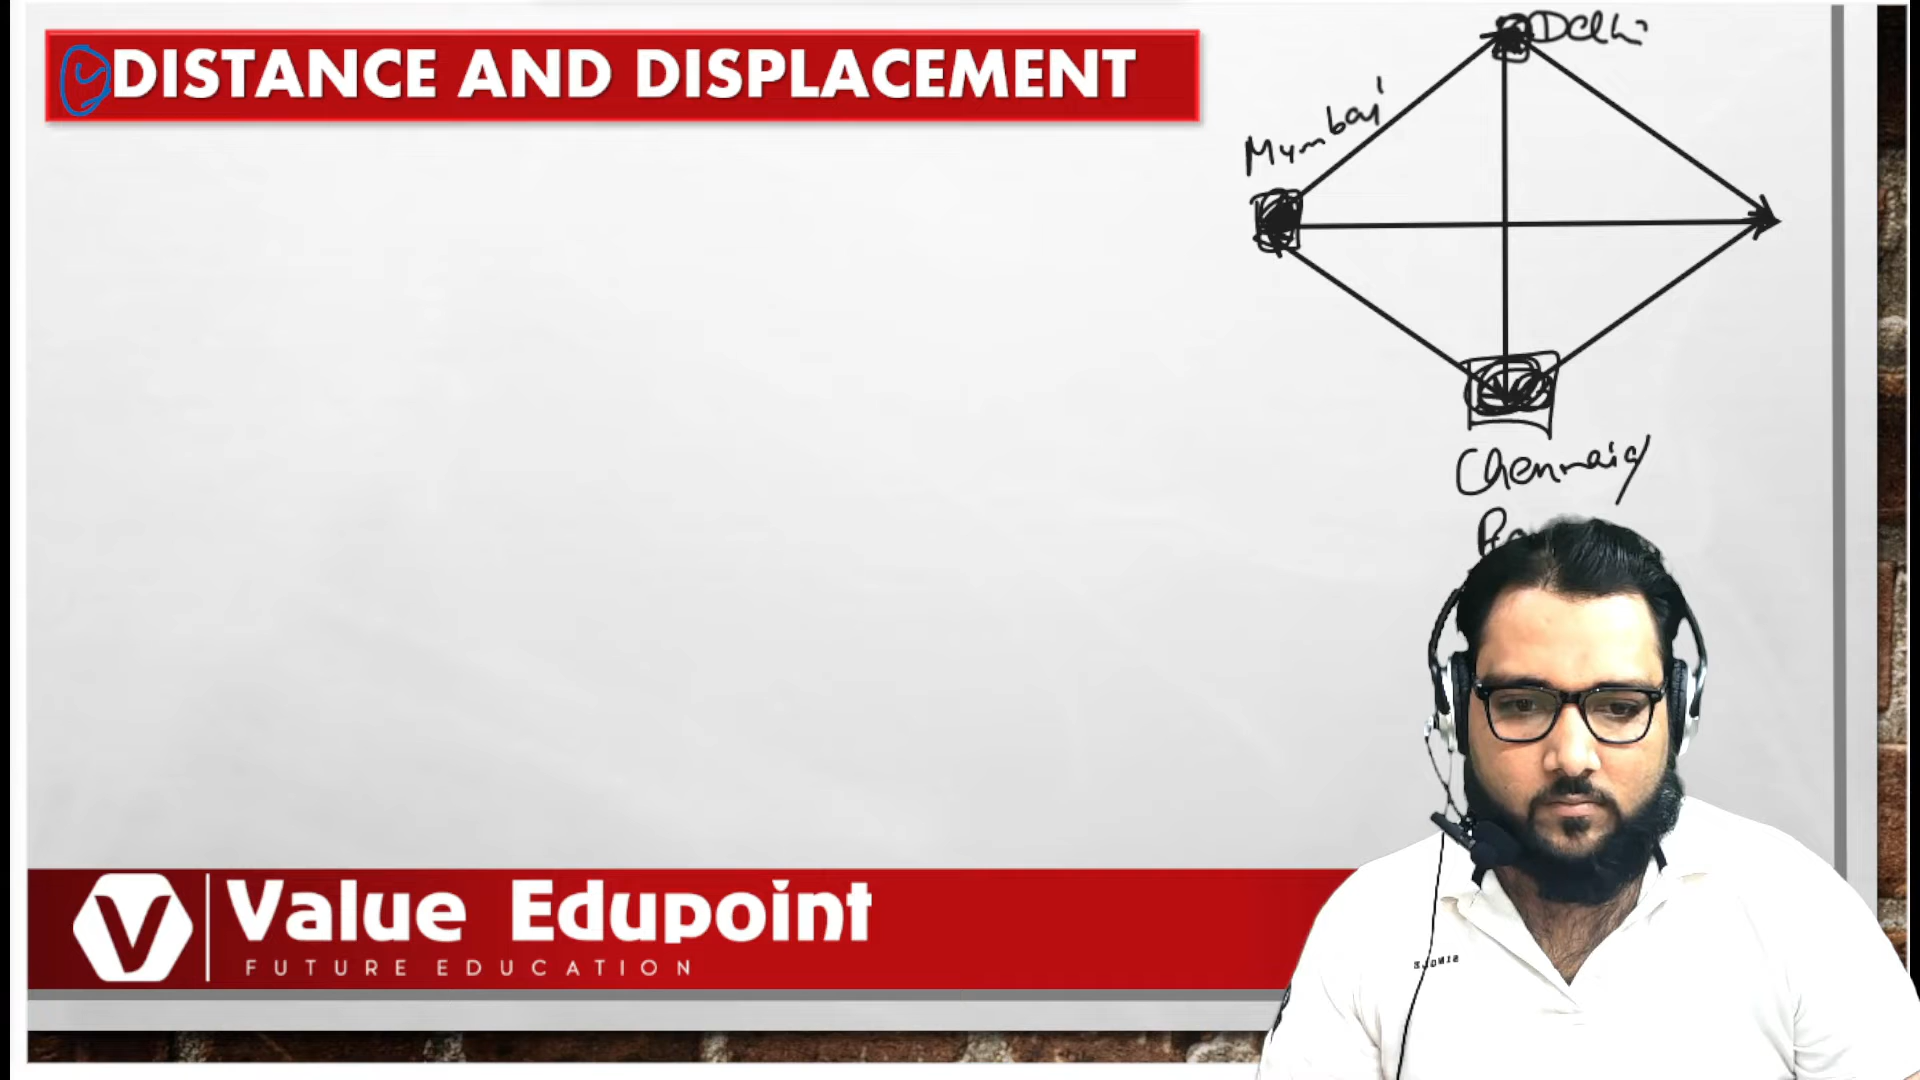 DISTANCE AND DISPLACEMENT
Delhi
Mumbai
Chennai
Value Edupoint
FUTURE EDUCATION